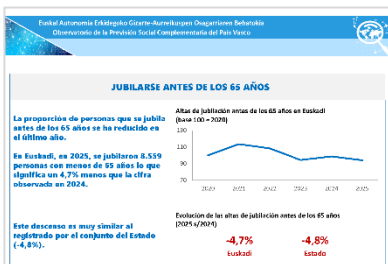 Euskal Autonomia Erkidegoko Gizarte-Aurreikuspen Osagarriaren Behatokia
Observatorio de la Previsión Social Complementaria del País Vasco
JUBILARSE ANTES DE LOS 65 AÑOS
La proporción de personas que se jubila
antes de los 65 años se ha reducido en
el último año.
En Euskadi, en 2025, se jubilaron 8.559
personas con menos de 65 años lo que
significa un 4,7% menos que la cifra
observada en 2024.
Este descenso es muy similar al
registrado por el conjunto del Estado
(-4,8%).
Altas de jubilación antes de los 65 años en Euskadi
(base 100 = 2020)
130
110
90
70
2020 2021 2022 2023 2024 2025
Evolución de las altas de jubilación antes de los 65 años
(2025 s/2024)
-4,7% -4,8%
Euskadi Estado